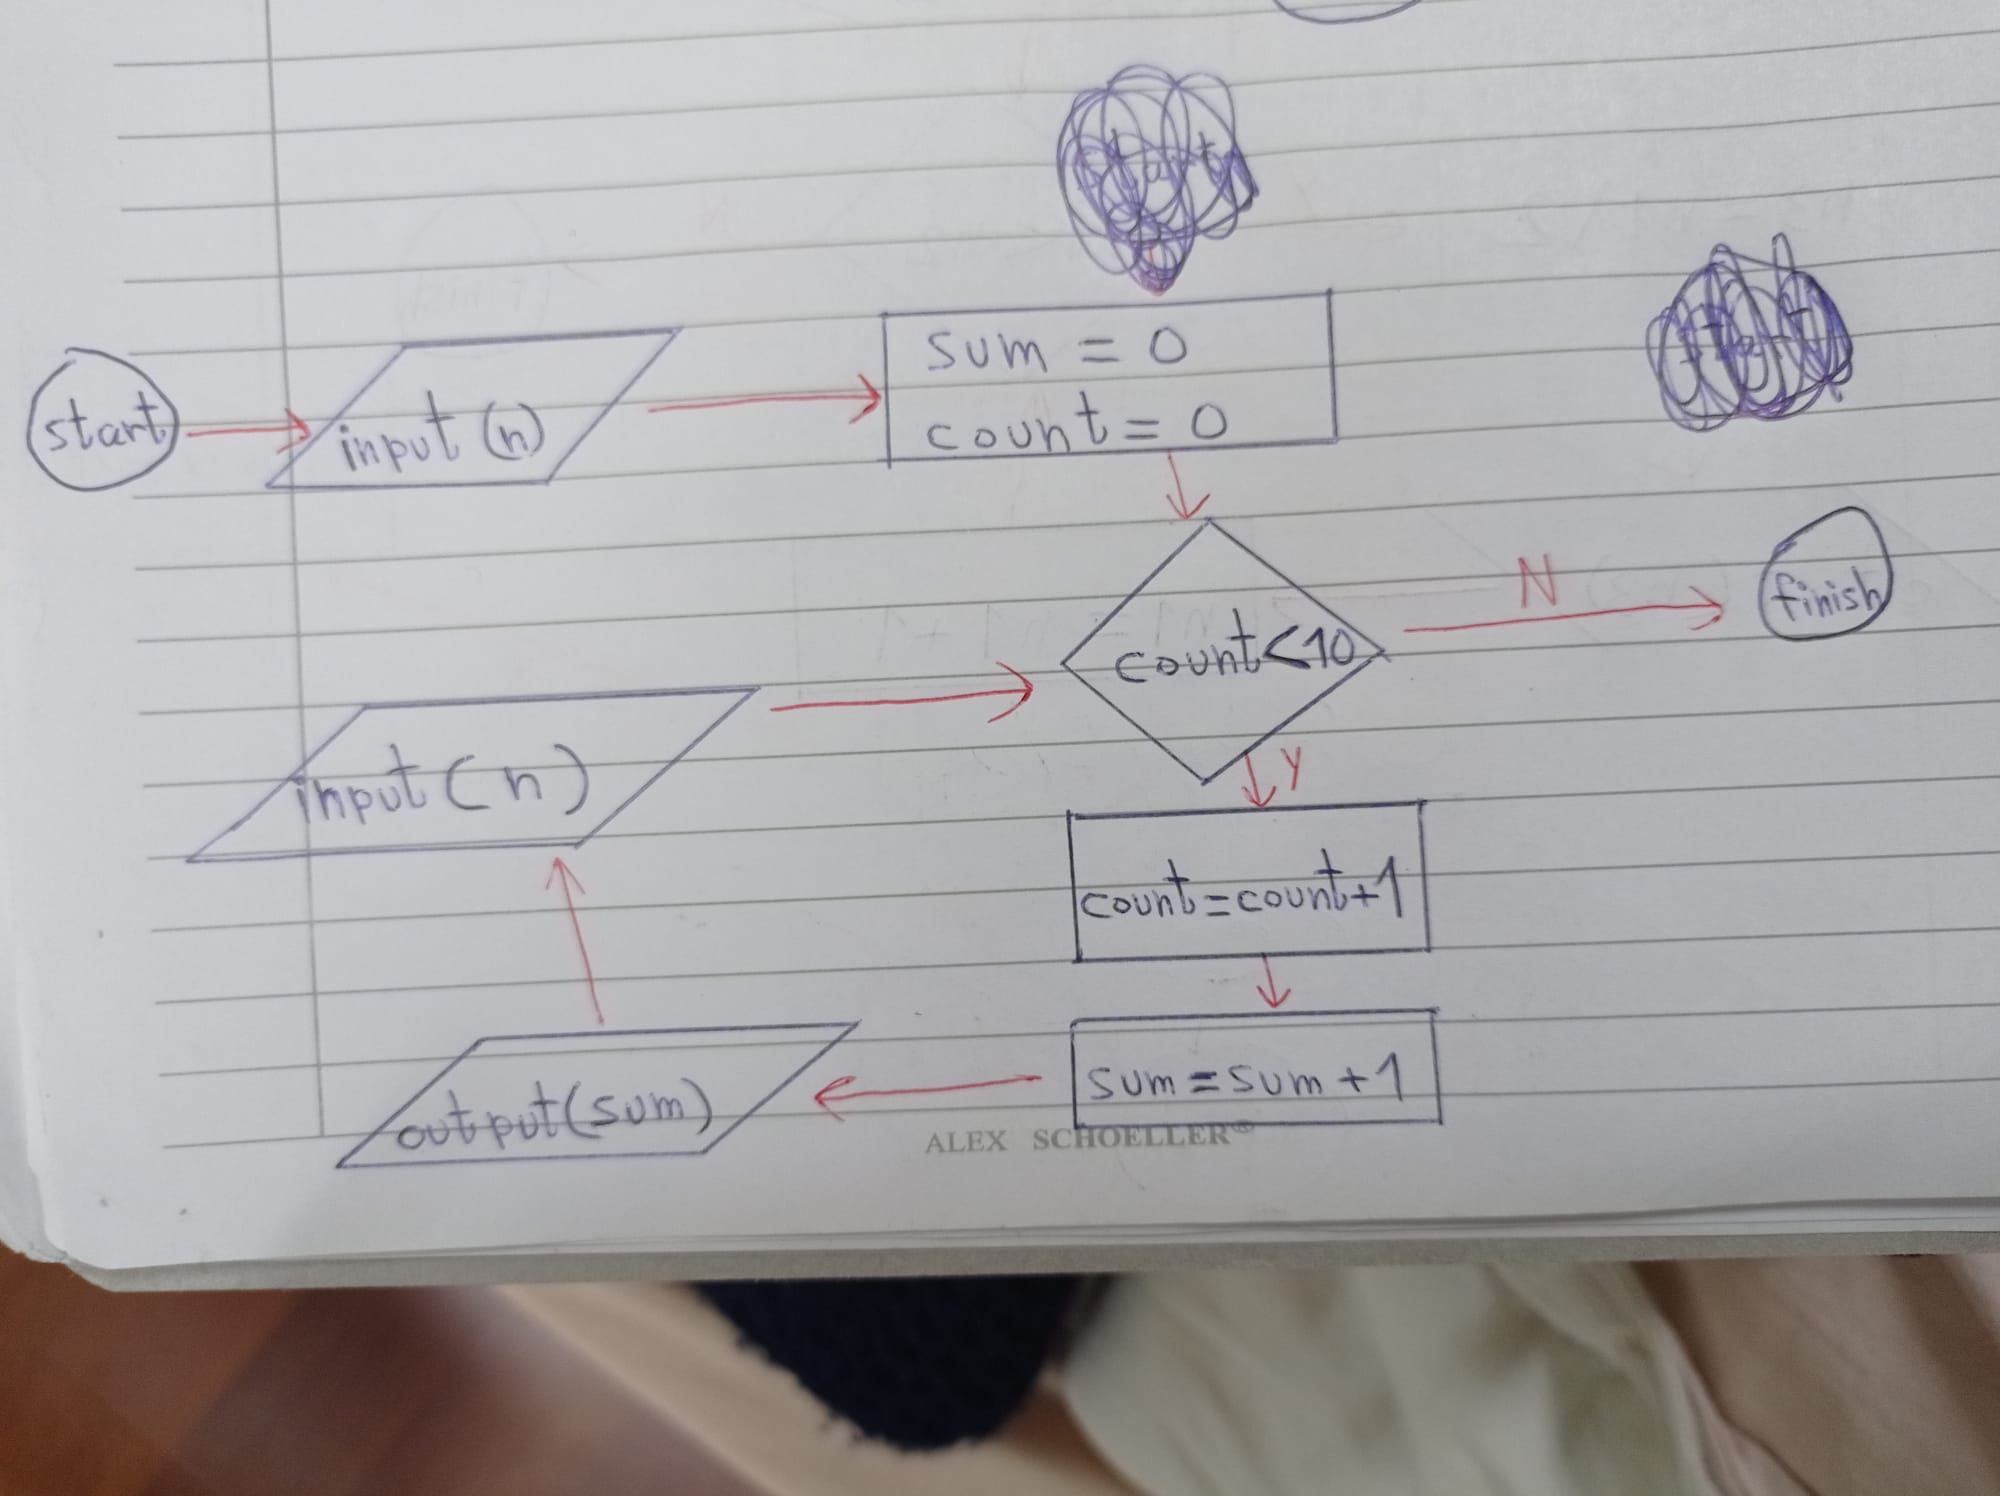 start
input (n)
sum = 0
count = 0
count<10
N
finish
Y
input (n)
count=count+1
sum=sum+1
output(sum)
ALEX SCHOELLER®